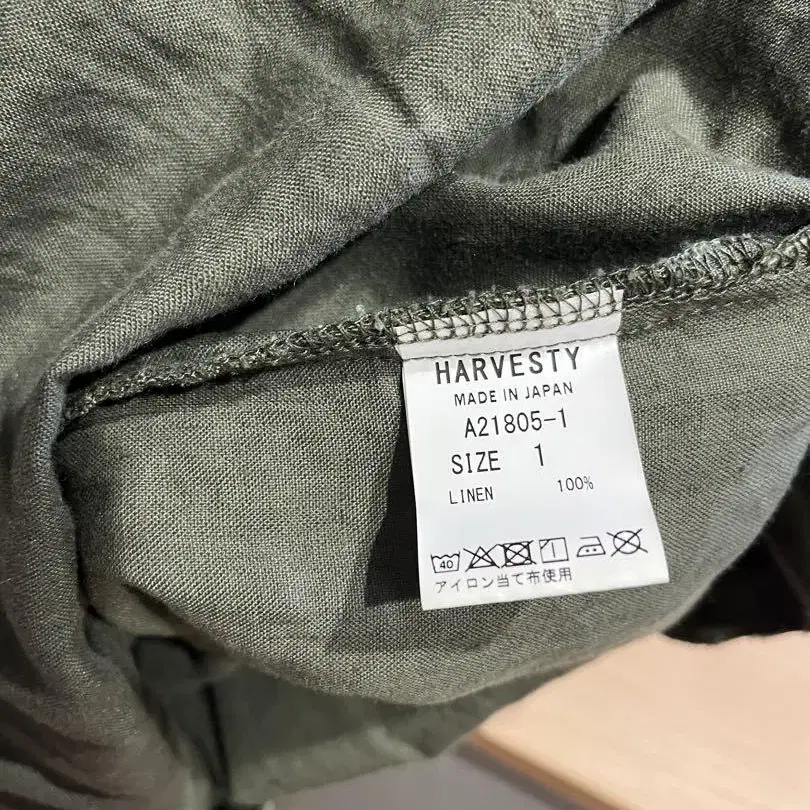 HARVESTY
MADE IN JAPAN
A21805-1
SIZE 1
LINEN 100%
40
アイロン当て布使用